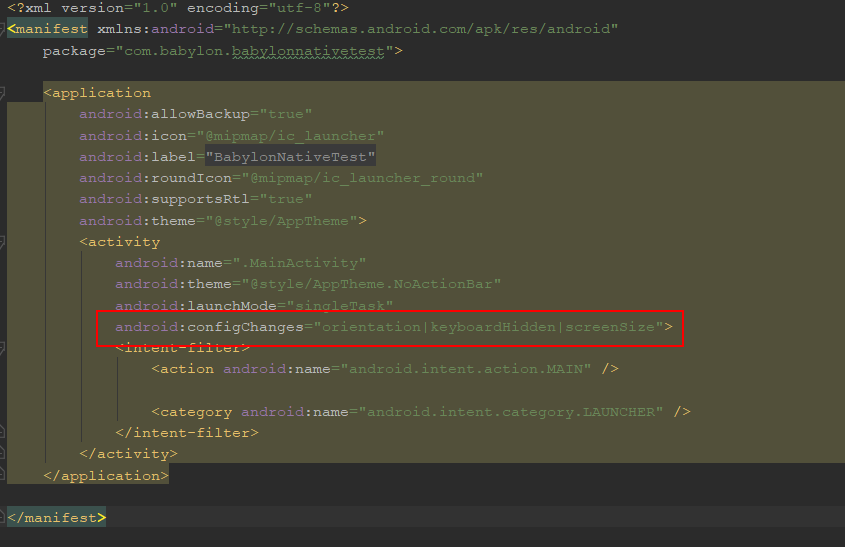 <?xml version="1.0" encoding="utf-8"?>
<manifest xmlns:android="http://schemas.android.com/apk/res/android"
package="com.babylon.babylonnativetest">
<application
android:allowBackup="true"
android:icon="@mipmap/ic_launcher"
android:label="BabylonNativeTest"
android:roundIcon="@mipmap/ic_launcher_round"
android:supportsRtl="true"
android:theme="@style/AppTheme">
<activity
android:name=".MainActivity"
android:theme="@style/AppTheme.NoActionBar"
android:launchMode="singleTask"
android:configChanges="orientation|keyboardHidden|screenSize">
<intent-filter>
<action android:name="android.intent.action.MAIN" />
<category android:name="android.intent.category.LAUNCHER" />
</intent-filter>
</activity>
</application>
</manifest>